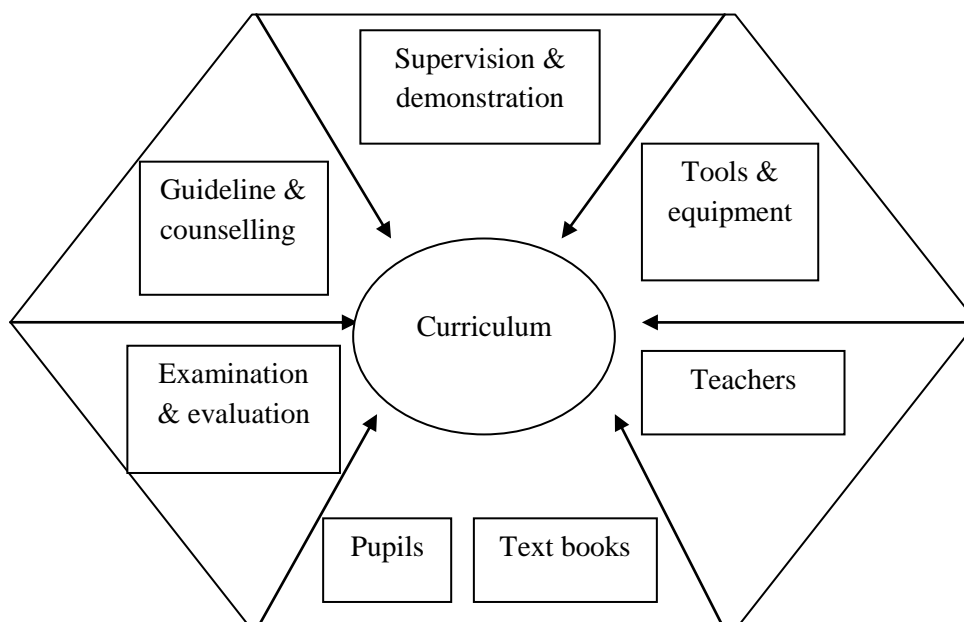 Supervision &
demonstration
Guideline &
counselling
Tools &
equipment
Curriculum
Examination
& evaluation
Teachers
Pupils
Text books